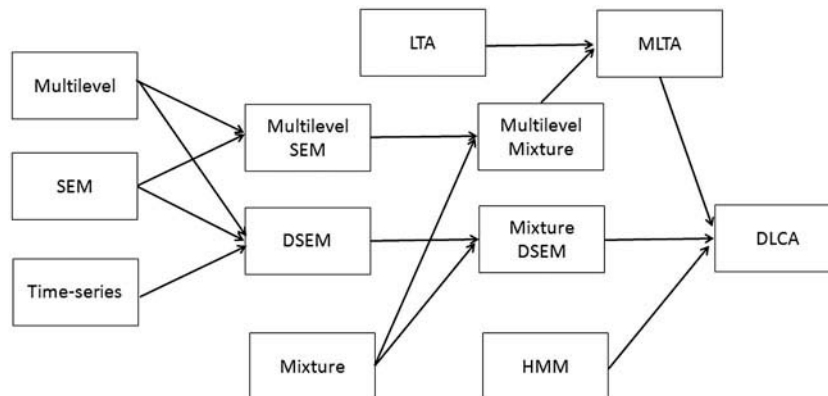 LTA
MLTA
Multilevel
Multilevel
SEM
Multilevel
Mixture
SEM
DSEM
Mixture
DSEM
DLCA
Time-series
Mixture
HMM